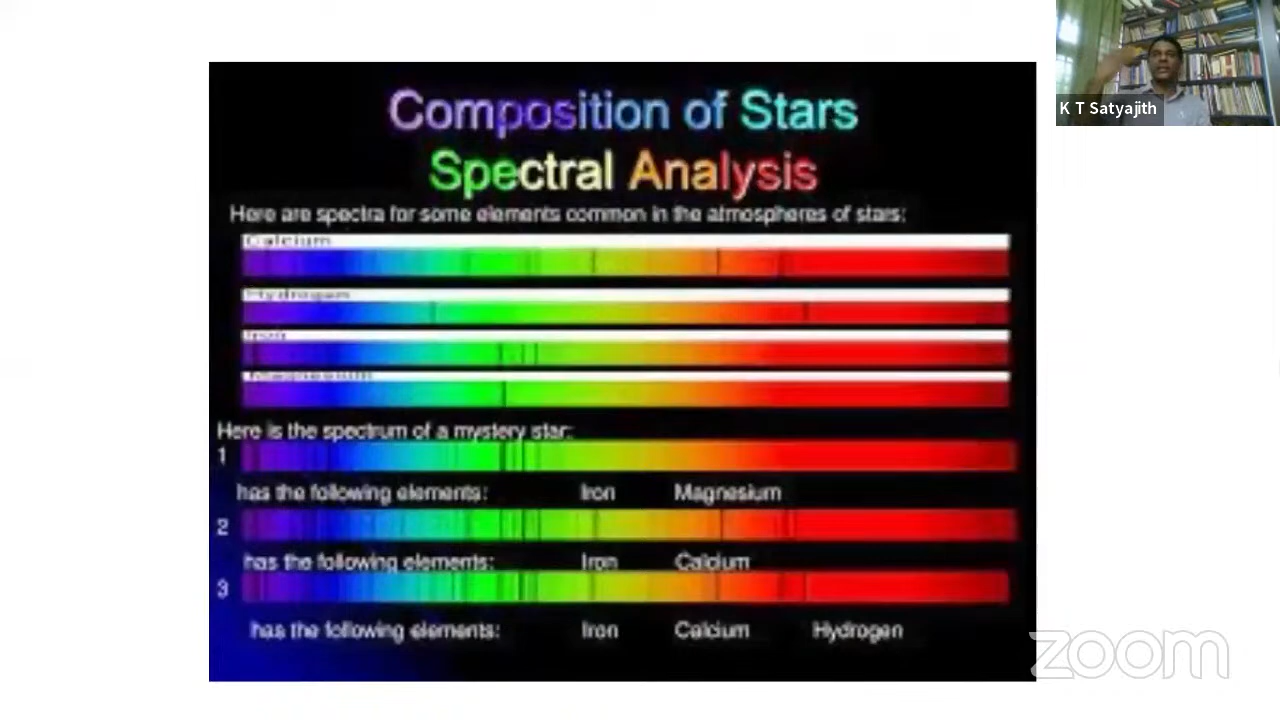 Composition of Stars
Spectral Analysis
Here are spectra for some elements common in the atmospheres of stars:
Calcium
Hydrogen
Iron
Magnesium
Here is the spectrum of a mystery star:
1
has the following elements: Iron Magnesium
2
has the following elements: Iron Calcium
3
has the following elements: Iron Calcium Hydrogen
K T Satyajith
zoom